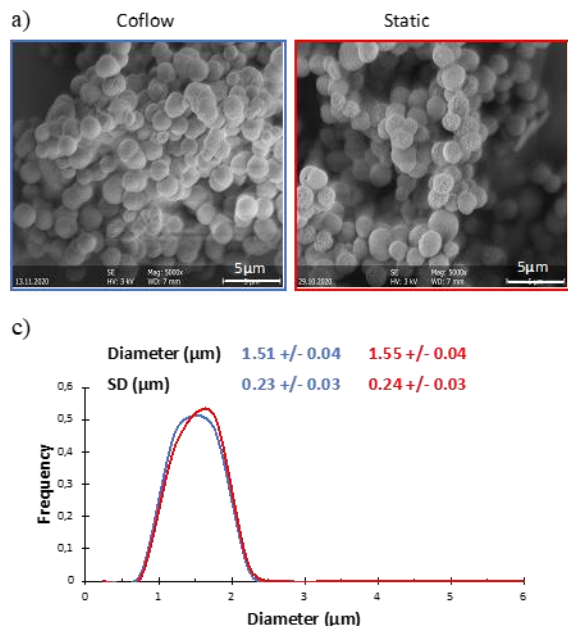 a) Coflow Static
SE Mag: 5000x 5μm
13.11.2020 HV: 3 kV WD: 7 mm
SE Mag: 5000x 5μm
29.10.2020 HV: 3 kV WD: 7 mm
c)
Diameter (μm) 1.51 +/- 0.04 1.55 +/- 0.04
SD (μm) 0.23 +/- 0.03 0.24 +/- 0.03
0,6
0,5
0,4
0,3
0,2
0,1
0
Frequency
0 1 2 3 4 5 6
Diameter (μm)